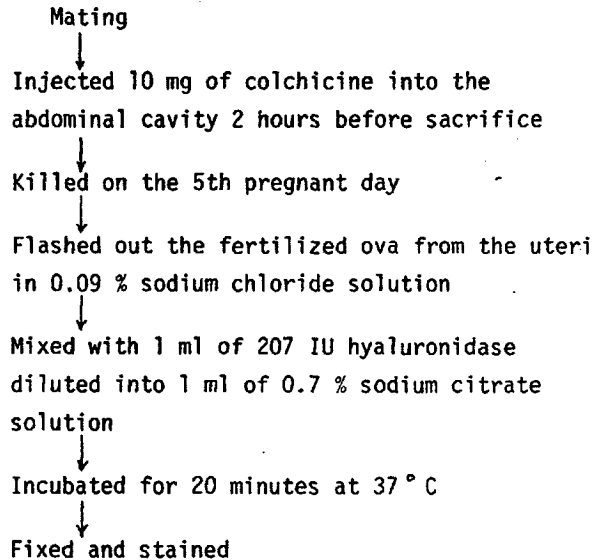 Mating
Injected 10 mg of colchicine into the
abdominal cavity 2 hours before sacrifice
Killed on the 5th pregnant day
Flashed out the fertilized ova from the uteri
in 0.09 % sodium chloride solution
Mixed with 1 ml of 207 IU hyaluronidase
diluted into 1 ml of 0.7 % sodium citrate
solution
Incubated for 20 minutes at 37 ° C
Fixed and stained